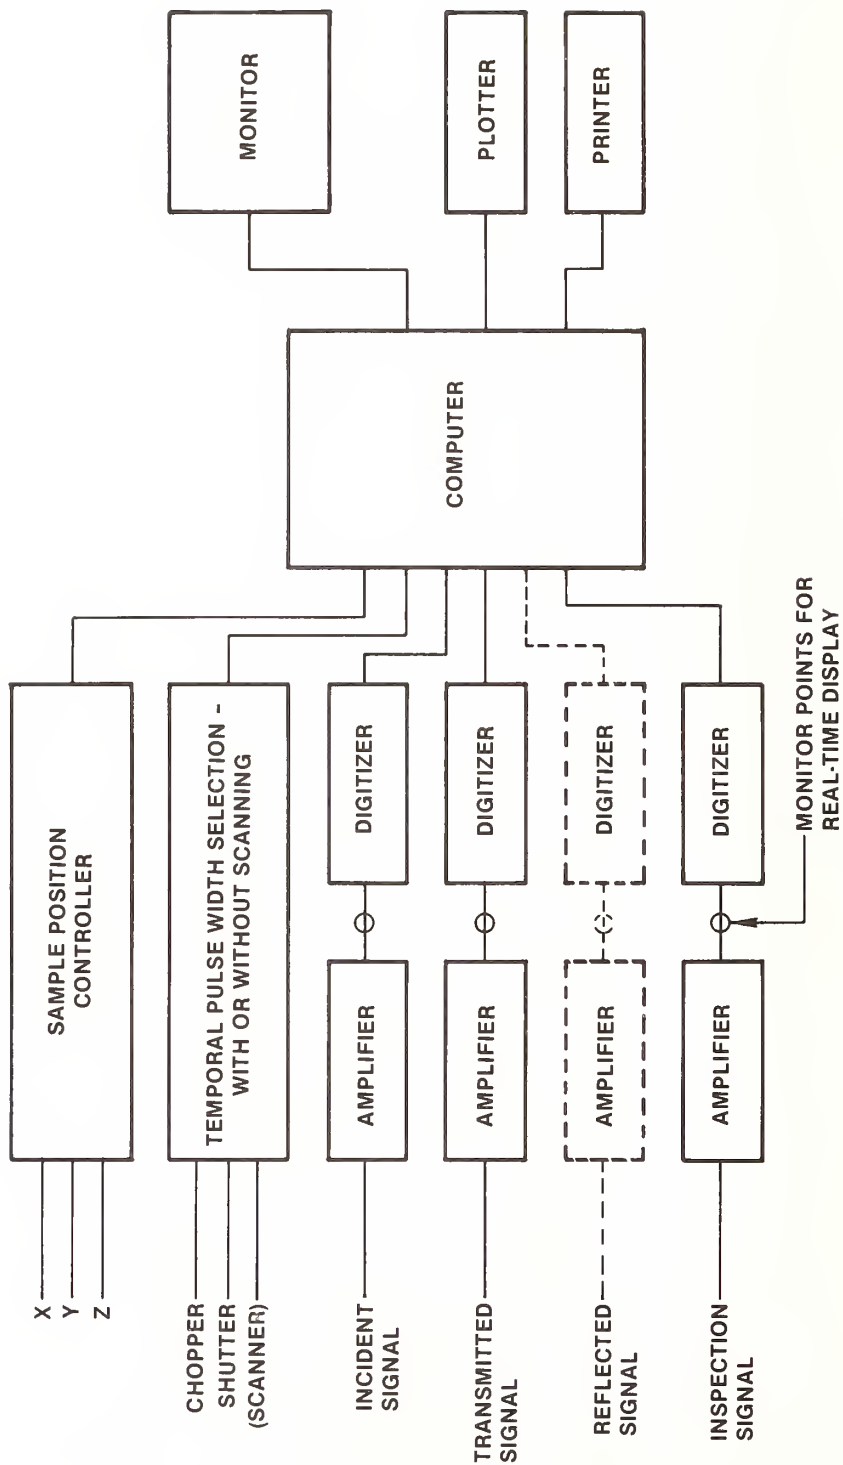 X
Y
Z
SAMPLE POSITION
CONTROLLER
CHOPPER
SHUTTER
(SCANNER)
TEMPORAL PULSE WIDTH SELECTION –
WITH OR WITHOUT SCANNING
INCIDENT
SIGNAL
AMPLIFIER
DIGITIZER
TRANSMITTED
SIGNAL
AMPLIFIER
DIGITIZER
REFLECTED
SIGNAL
AMPLIFIER
DIGITIZER
INSPECTION
SIGNAL
AMPLIFIER
DIGITIZER
MONITOR POINTS FOR
REAL-TIME DISPLAY
COMPUTER
MONITOR
PLOTTER
PRINTER